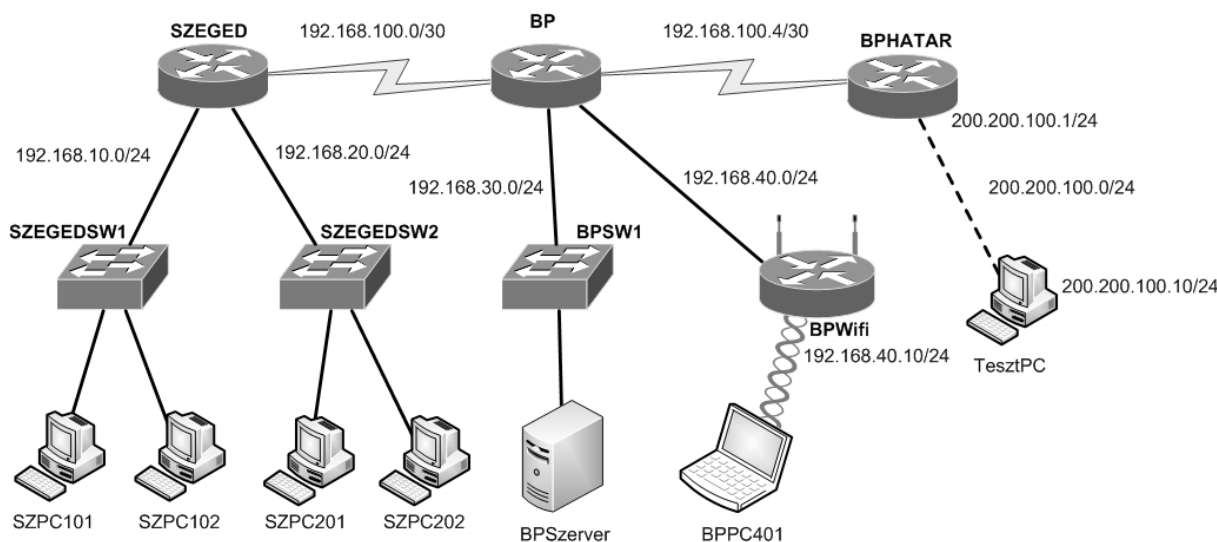 SZEGED
192.168.100.0/30
BP
192.168.100.4/30
BPHATAR
200.200.100.1/24
192.168.10.0/24
192.168.20.0/24
192.168.30.0/24
192.168.40.0/24
200.200.100.0/24
SZEGEDSW1
SZEGEDSW2
BPSW1
200.200.100.10/24
BPWifi
192.168.40.10/24
TesztPC
SZPC101
SZPC102
SZPC201
SZPC202
BPSzerver
BPPC401